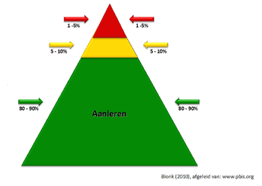 1 -5% 1 -5%
5 - 10% 5 - 10%
80 - 90% 80 - 90%
Aanleren
Blonk (2010), afgeleid van: www.pbis.org